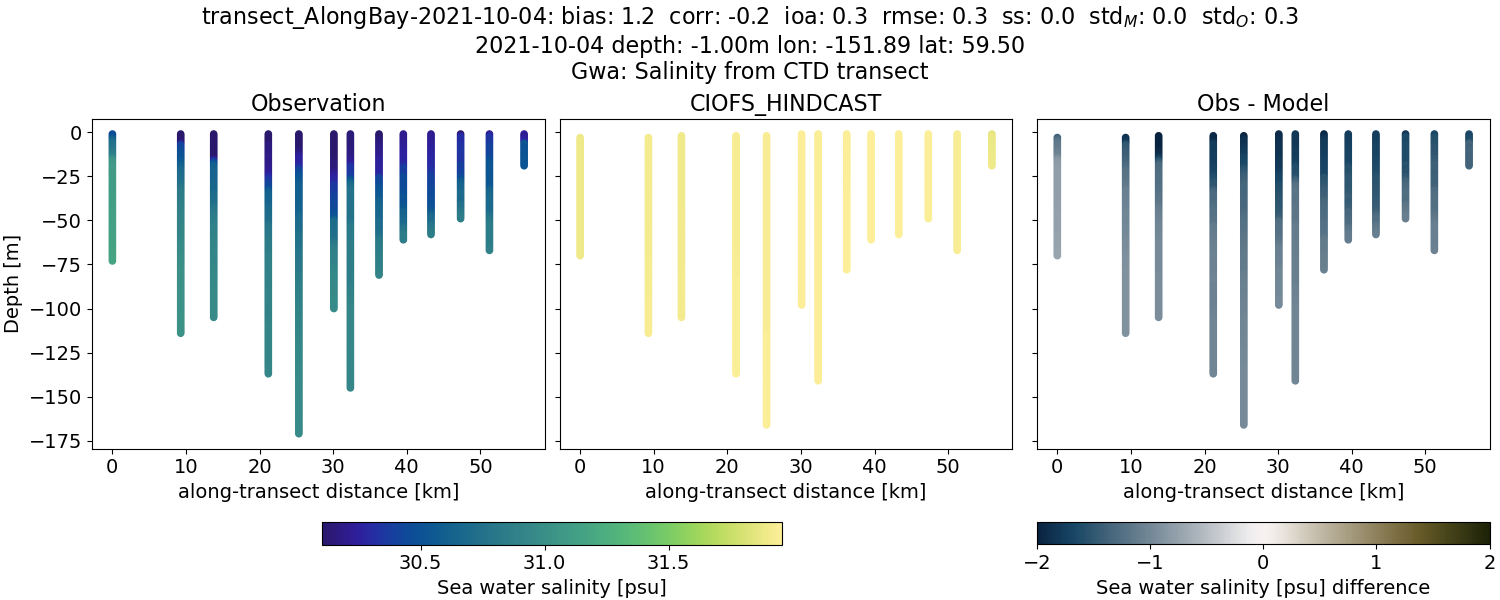 transect_AlongBay-2021-10-04: bias: 1.2 corr: -0.2 ioa: 0.3 rmse: 0.3 ss: 0.0 std_M: 0.0 std_O: 0.3
2021-10-04 depth: -1.00m lon: -151.89 lat: 59.50
Gwa: Salinity from CTD transect
Observation CIOFS_HINDCAST Obs - Model
Depth [m]
0
−25
−50
−75
−100
−125
−150
−175
0 10 20 30 40 50 0 10 20 30 40 50 0 10 20 30 40 50
along-transect distance [km] along-transect distance [km] along-transect distance [km]
30.5 31.0 31.5 −2 −1 0 1 2
Sea water salinity [psu] Sea water salinity [psu] difference